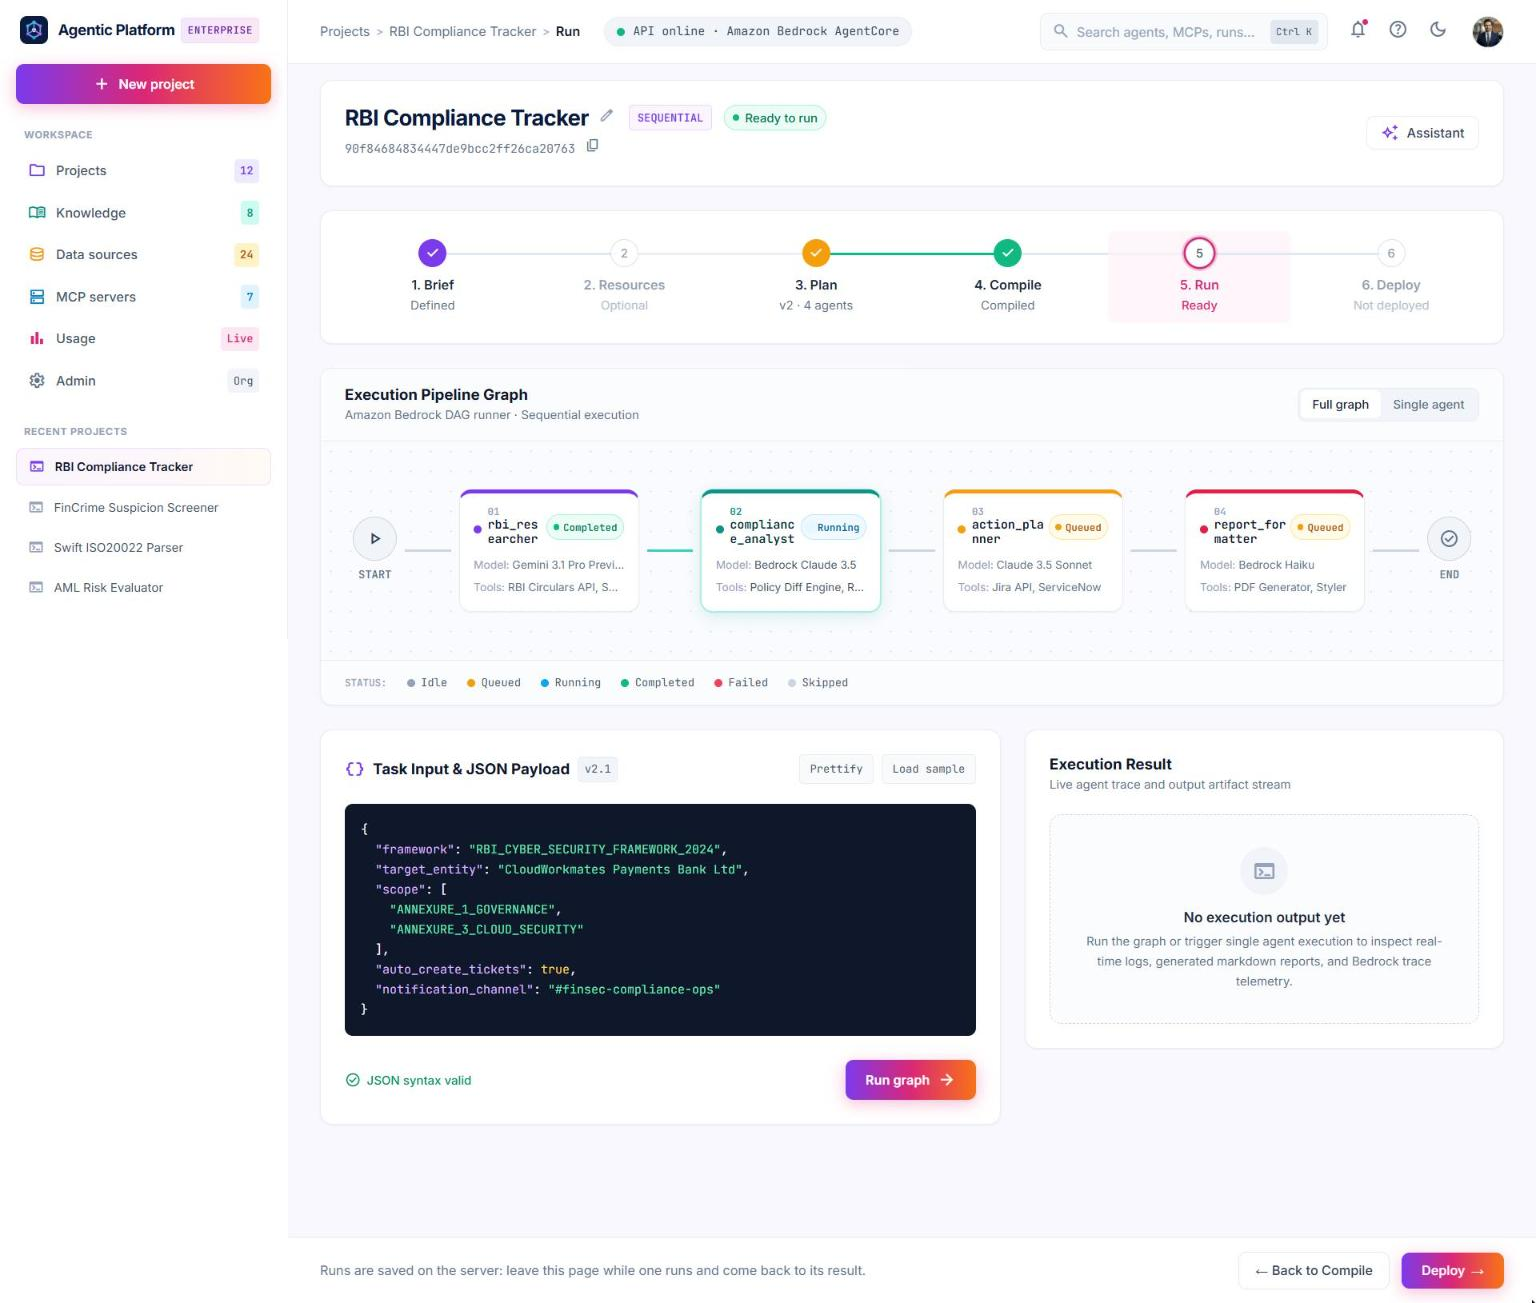 Agentic Platform ENTERPRISE
Projects > RBI Compliance Tracker > Run
API online · Amazon Bedrock AgentCore
Search agents, MCPs, runs... Ctrl K
+ New project
WORKSPACE
Projects 12
Knowledge 8
Data sources 24
MCP servers 7
Usage Live
Admin Org
RECENT PROJECTS
RBI Compliance Tracker
FinCrime Suspicion Screener
Swift ISO20022 Parser
AML Risk Evaluator
RBI Compliance Tracker SEQUENTIAL Ready to run
90f84684834447de9bcc2ff26ca20763
Assistant
2 5 6
1. Brief 2. Resources 3. Plan 4. Compile 5. Run 6. Deploy
Defined Optional v2 · 4 agents Compiled Ready Not deployed
Execution Pipeline Graph
Amazon Bedrock DAG runner · Sequential execution
Full graph Single agent
START
01
rbi_res
earcher
Completed
Model: Gemini 3.1 Pro Previ...
Tools: RBI Circulars API, S...
02
complianc
e_analyst
Running
Model: Bedrock Claude 3.5
Tools: Policy Diff Engine, R...
03
action_pla
nner
Queued
Model: Claude 3.5 Sonnet
Tools: Jira API, ServiceNow
04
report_for
matter
Queued
Model: Bedrock Haiku
Tools: PDF Generator, Styler
END
STATUS: Idle Queued Running Completed Failed Skipped
{} Task Input & JSON Payload v2.1
Prettify Load sample
{
"framework": "RBI_CYBER_SECURITY_FRAMEWORK_2024",
"target_entity": "CloudWorkmates Payments Bank Ltd",
"scope": [
"ANNEXURE_1_GOVERNANCE",
"ANNEXURE_3_CLOUD_SECURITY"
],
"auto_create_tickets": true,
"notification_channel": "#finsec-compliance-ops"
}
JSON syntax valid
Run graph →
Execution Result
Live agent trace and output artifact stream
No execution output yet
Run the graph or trigger single agent execution to inspect real-
time logs, generated markdown reports, and Bedrock trace
telemetry.
Runs are saved on the server: leave this page while one runs and come back to its result.
← Back to Compile
Deploy →